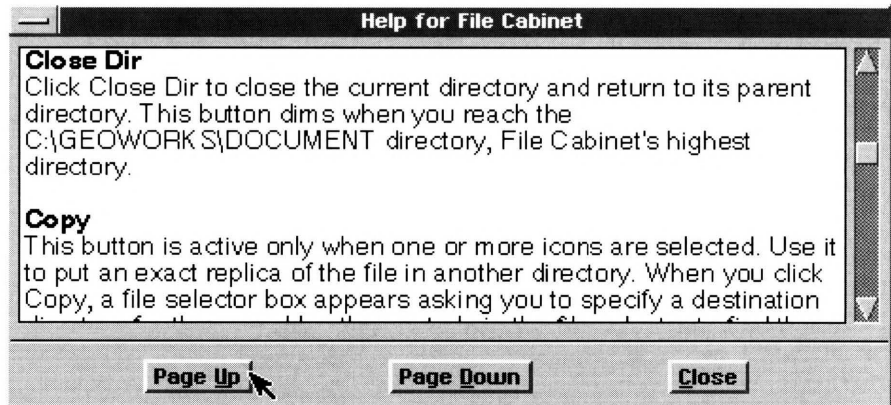 Help for File Cabinet
Close Dir
Click Close Dir to close the current directory and return to its parent
directory. This button dims when you reach the
C:\GEOWORKS\DOCUMENT directory, File Cabinet's highest
directory.
Copy
This button is active only when one or more icons are selected. Use it
to put an exact replica of the file in another directory. When you click
Copy, a file selector box appears asking you to specify a destination
Page Up
Page Down
Close